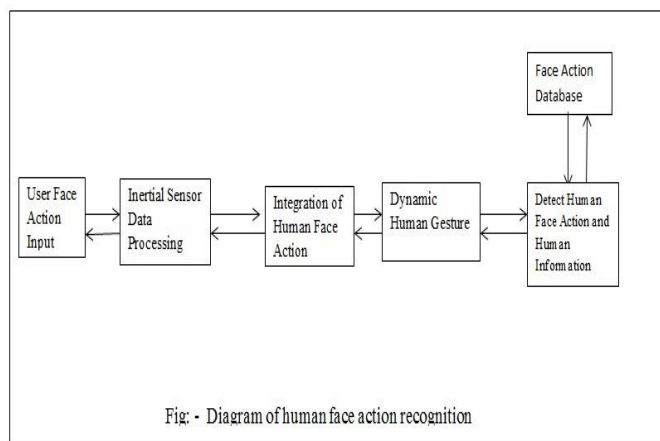 Face Action
Database
User Face
Action
Input
Inertial Sensor
Data
Processing
Integration of
Human Face
Action
Dynamic
Human Gesture
Detect Human
Face Action and
Human
Information
Fig: - Diagram of human face action recognition